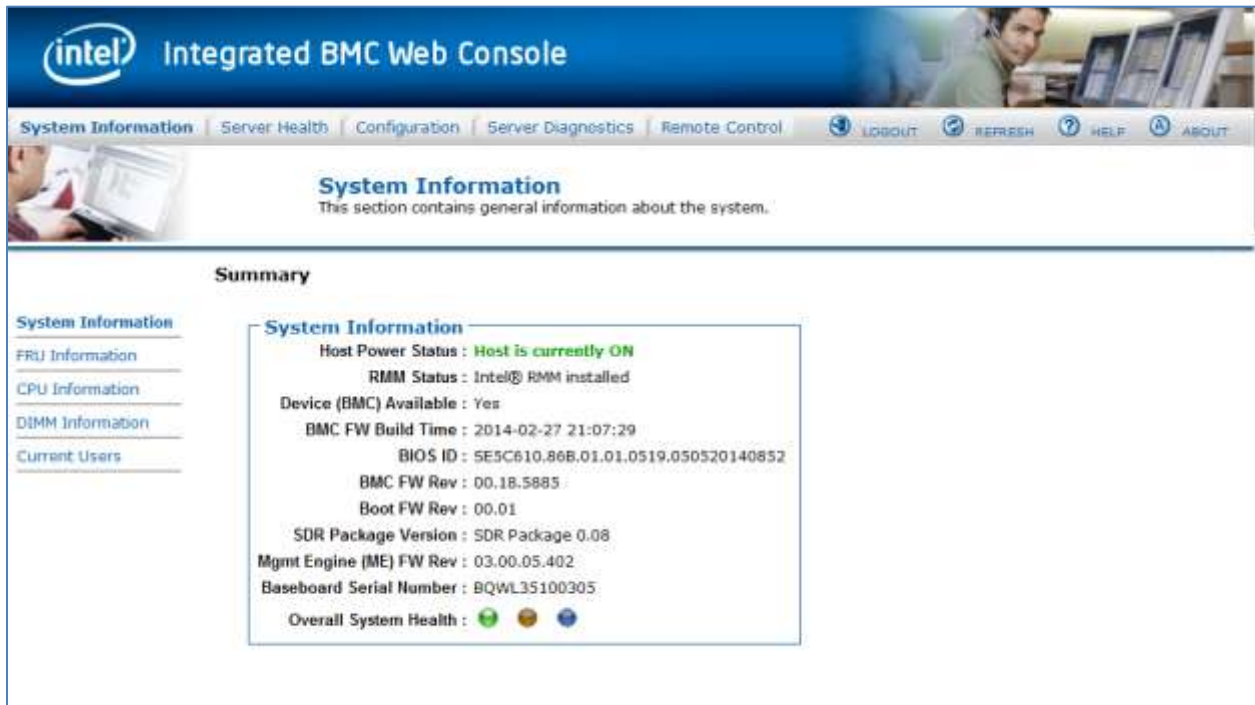 intel Integrated BMC Web Console
System Information Server Health Configuration Server Diagnostics Remote Control LOGOUT REFRESH HELP A ABOUT
System Information
This section contains general information about the system.
Summary
System Information
FRU Information
CPU Information
DIMM Information
Current Users
System Information
Host Power Status : Host is currently ON
RMM Status : Intel® RMM installed
Device (BMC) Available : Yes
BMC FW Build Time : 2014-02-27 21:07:29
BIOS ID : SE5C610.86B.01.01.0519.050520140852
BMC FW Rev : 00.18.5885
Boot FW Rev : 00.01
SDR Package Version : SDR Package 0.08
Mgmt Engine (ME) FW Rev : 03.00.05.402
Baseboard Serial Number : BQWL35100305
Overall System Health :